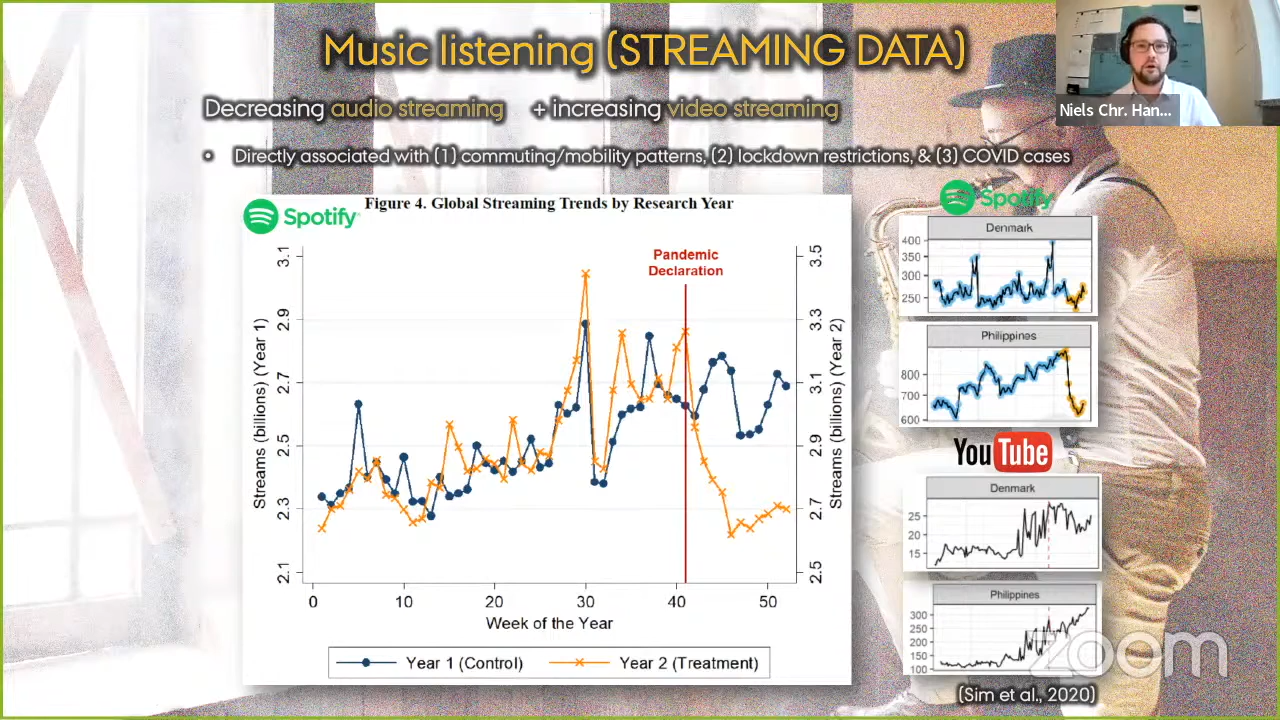 Music listening (STREAMING DATA)
Niels Chr. Han...
Decreasing audio streaming + increasing video streaming
• Directly associated with (1) commuting/mobility patterns, (2) lockdown restrictions, & (3) COVID cases
Spotify
Figure 4. Global Streaming Trends by Research Year
Pandemic
Declaration
Streams (billions) (Year 1)
3.1
2.9
2.7
2.5
2.3
2.1
Streams (billions) (Year 2)
3.5
3.3
3.1
2.9
2.7
2.5
0 10 20 30 40 50
Week of the Year
Year 1 (Control) Year 2 (Treatment)
Spotify
Denmark
400
350
300
250
Philippines
800
700
600
YouTube
Denmark
25
20
15
Philippines
300
250
200
150
100
zoom
(Sim et al., 2020)